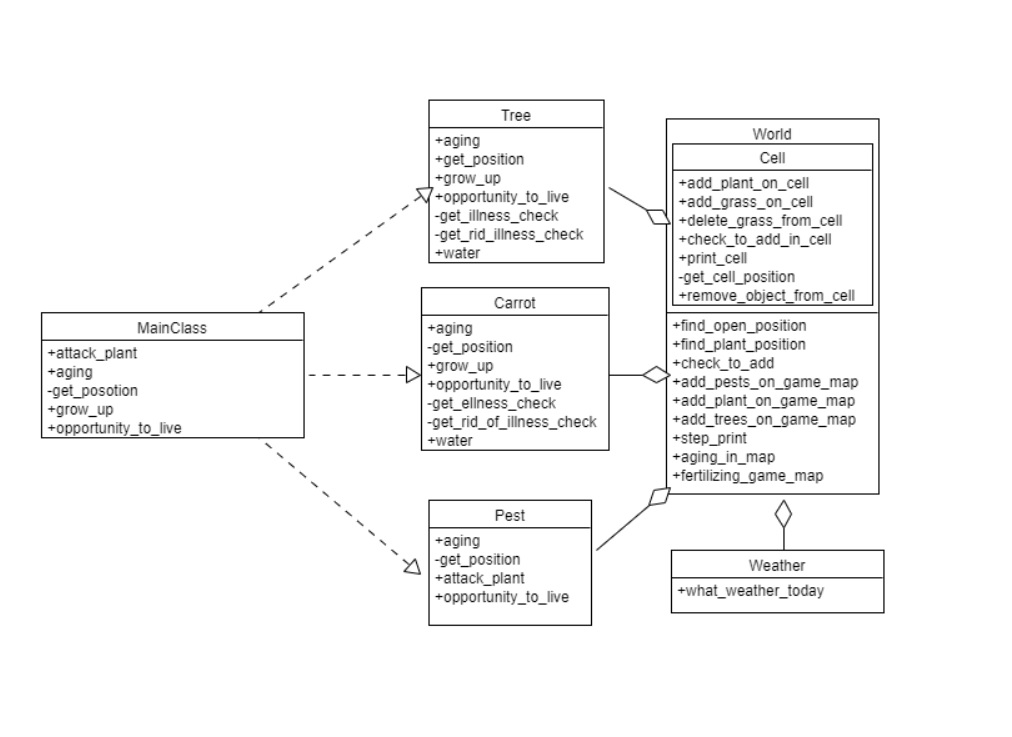 Tree
+aging
+get_position
+grow_up
+opportunity_to_live
-get_illness_check
-get_rid_illness_check
+water
World
Cell
+add_plant_on_cell
+add_grass_on_cell
+delete_grass_from_cell
+check_to_add_in_cell
+print_cell
-get_cell_position
+remove_object_from_cell
+find_open_position
+find_plant_position
+check_to_add
+add_pests_on_game_map
+add_plant_on_game_map
+add_trees_on_game_map
+step_print
+aging_in_map
+fertilizing_game_map
MainClass
+attack_plant
+aging
-get_posotion
+grow_up
+opportunity_to_live
Carrot
+aging
-get_position
+grow_up
+opportunity_to_live
-get_ellness_check
-get_rid_of_illness_check
+water
Pest
+aging
-get_position
+attack_plant
+opportunity_to_live
Weather
+what_weather_today